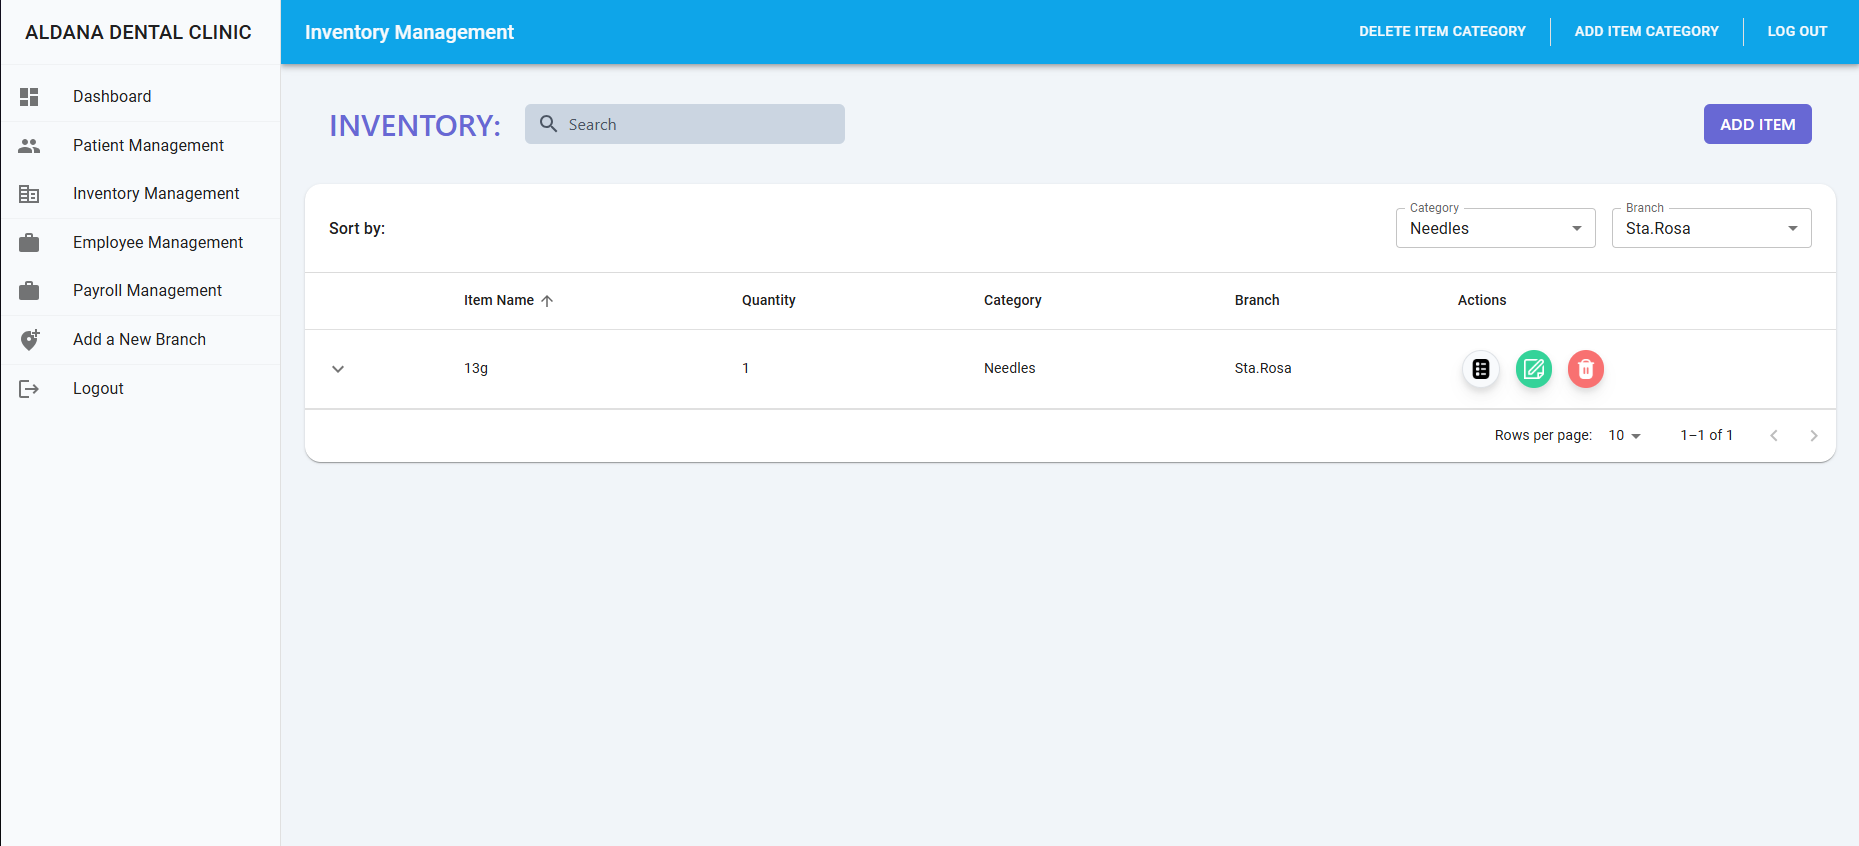 ALDANA DENTAL CLINIC
Dashboard
Patient Management
Inventory Management
Employee Management
Payroll Management
Add a New Branch
Logout
Inventory Management
DELETE ITEM CATEGORY
ADD ITEM CATEGORY
LOG OUT
INVENTORY:
Search
ADD ITEM
Sort by:
Category
Needles
Branch
Sta.Rosa
Item Name Quantity Category Branch Actions
13g 1 Needles Sta.Rosa
Rows per page: 10 1–1 of 1